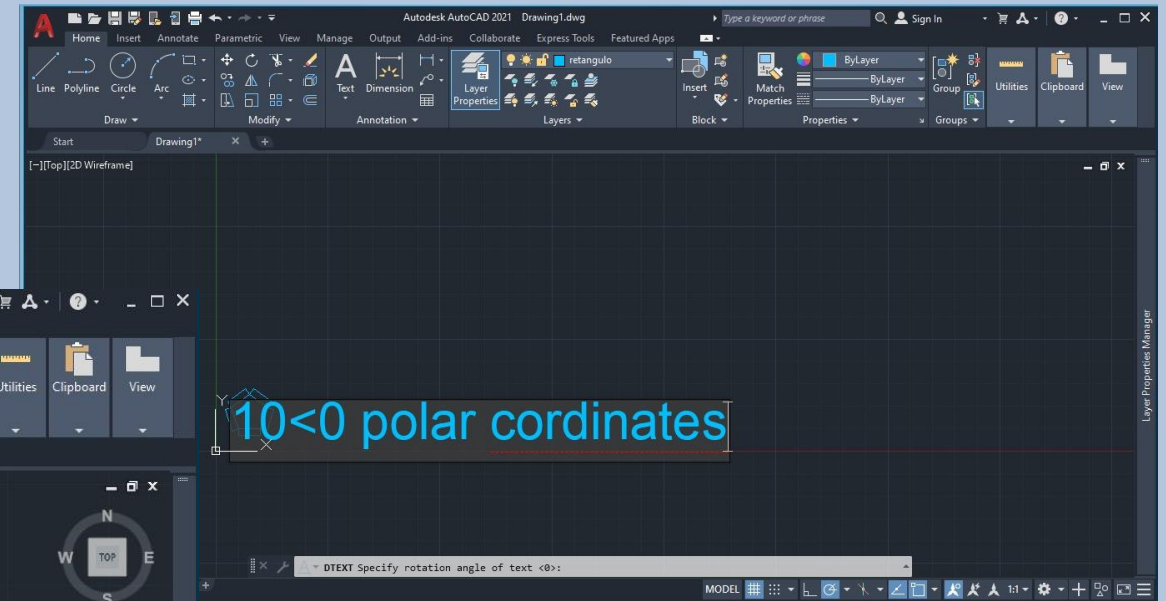 Autodesk AutoCAD 2021 Drawing1.dwg Type a keyword or phrase Sign In
Home Insert Annotate Parametric View Manage Output Add-ins Collaborate Express Tools Featured Apps
Line Polyline Circle Arc
Text Dimension
Layer Properties
retangulo
Insert
Match Properties
ByLayer
ByLayer
ByLayer
Group
Utilities Clipboard View
Draw Modify Annotation Layers Block Properties Groups
Start Drawing1* +
[−][Top][2D Wireframe]
Layer Properties Manager
Utilities Clipboard View
Y
10<0 polar cordinates
X
N
W TOP E
S
DTEXT Specify rotation angle of text <0>:
MODEL 1:1